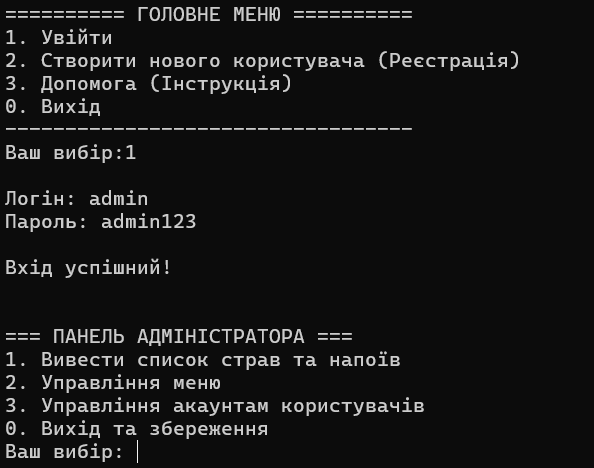 ========== ГОЛОВНЕ МЕНЮ ==========
1. Увійти
2. Створити нового користувача (Реєстрація)
3. Допомога (Інструкція)
0. Вихід
----------------------------------
Ваш вибір:1
Логін: admin
Пароль: admin123
Вхід успішний!
=== ПАНЕЛЬ АДМІНІСТРАТОРА ===
1. Вивести список страв та напоїв
2. Управління меню
3. Управління акаунтам користувачів
0. Вихід та збереження
Ваш вибір: